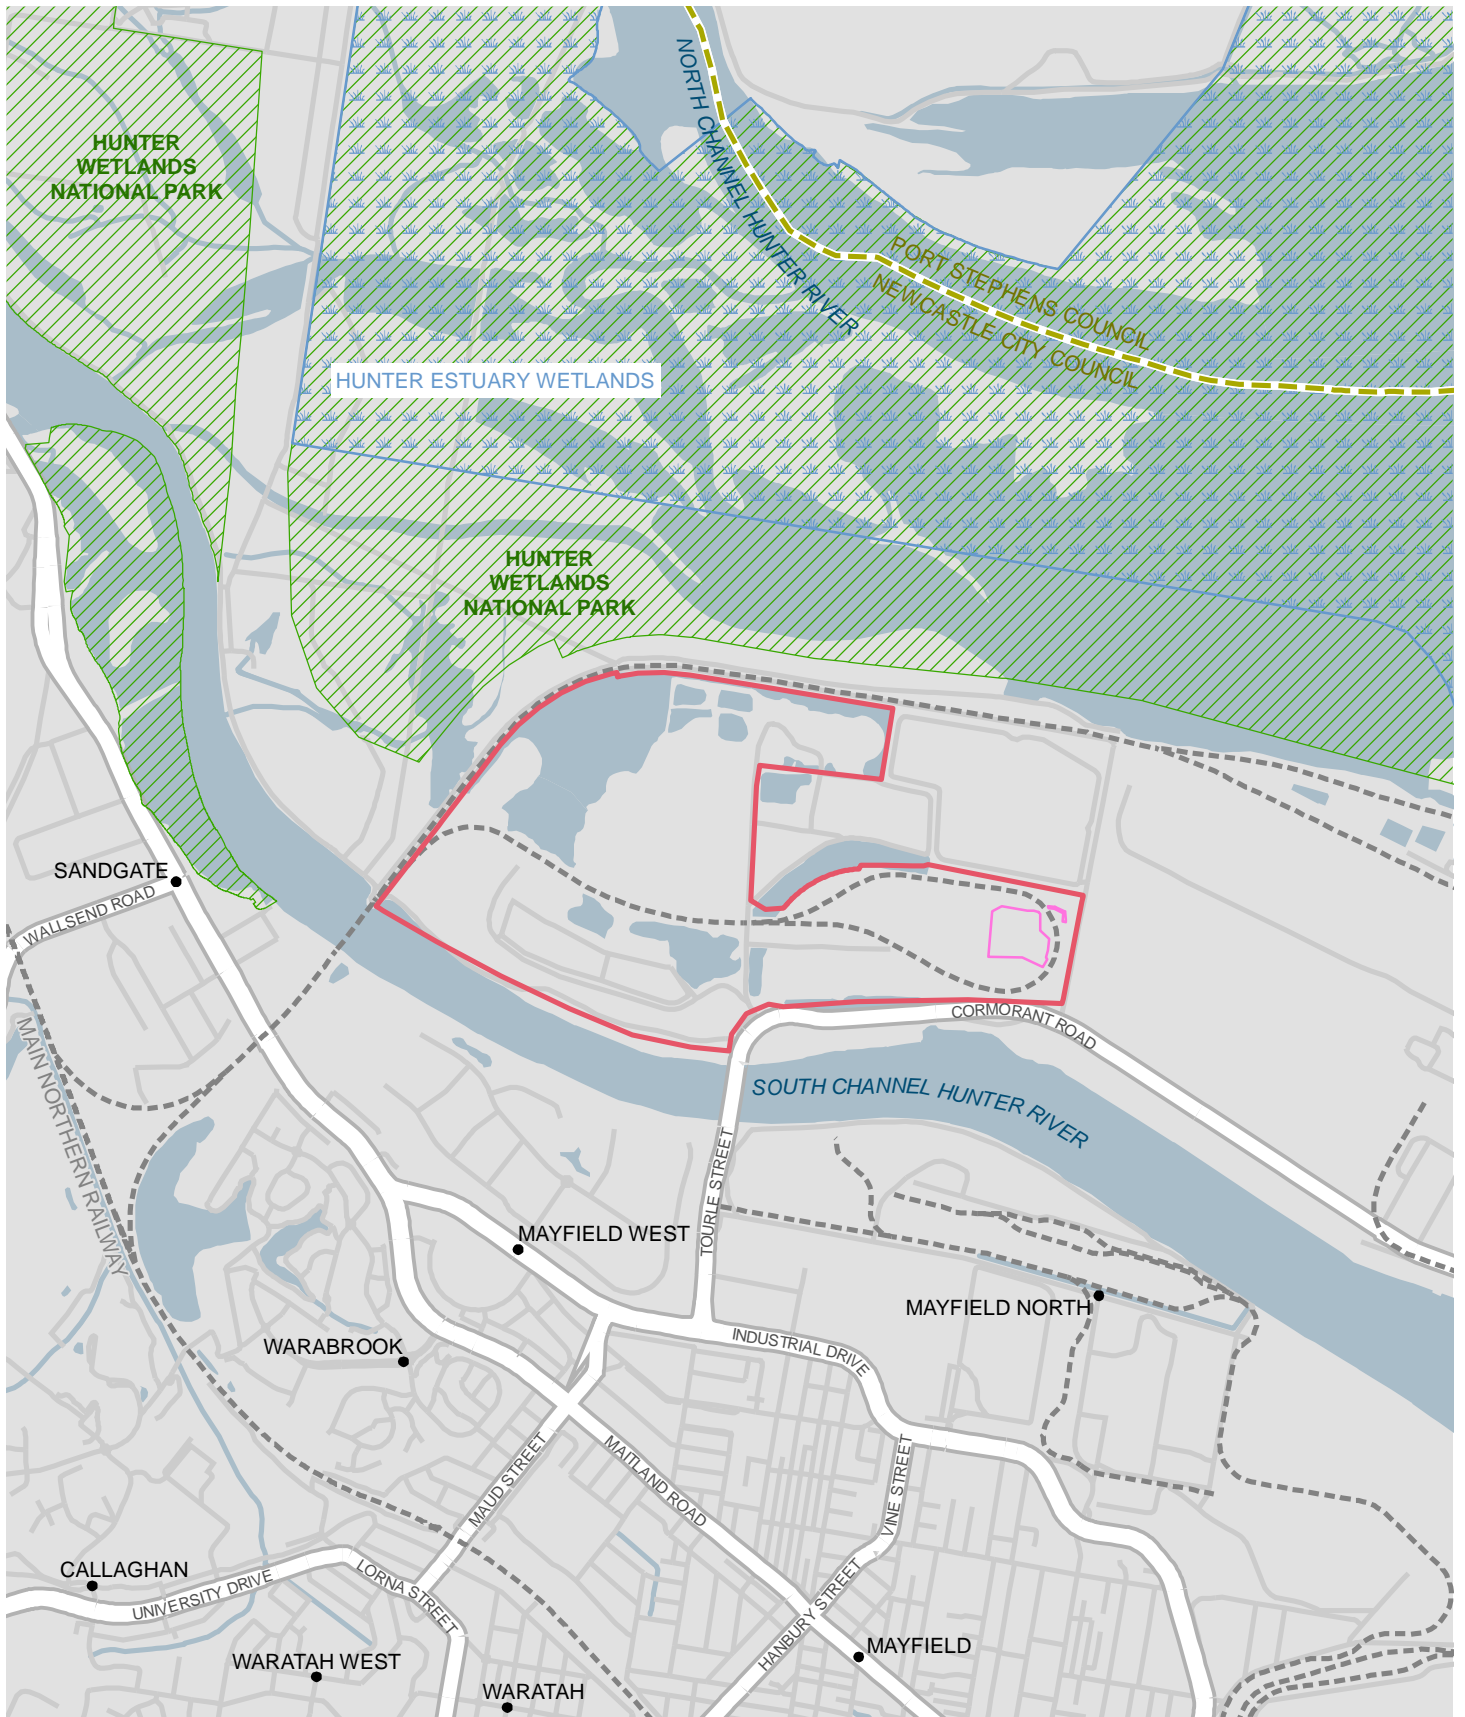 HUNTER
WETLANDS
NATIONAL PARK
NORTH CHANNEL HUNTER RIVER
PORT STEPHENS COUNCIL
NEWCASTLE CITY COUNCIL
HUNTER ESTUARY WETLANDS
HUNTER
WETLANDS
NATIONAL PARK
SANDGATE
WALLSEND ROAD
MAIN NORTHERN RAILWAY
CORMORANT ROAD
SOUTH CHANNEL HUNTER RIVER
TOURLE STREET
MAYFIELD WEST
MAYFIELD NORTH
WARABROOK
INDUSTRIAL DRIVE
MAUD STREET
MAITLAND ROAD
VINE STREET
CALLAGHAN
UNIVERSITY DRIVE
LORNA STREET
HANBURY STREET
MAYFIELD
WARATAH WEST
WARATAH